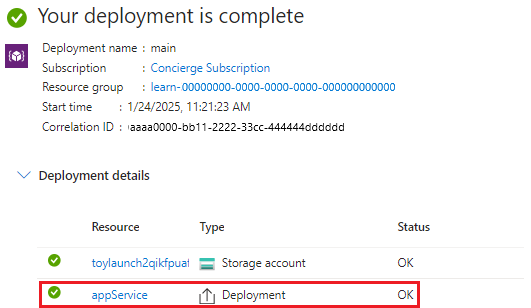 Your deployment is complete
Deployment name : main
Subscription : Concierge Subscription
Resource group : learn-00000000-0000-0000-0000-000000000000
Start time : 1/24/2025, 11:21:23 AM
Correlation ID : aaaa0000-bb11-2222-33cc-444444dddddd
Deployment details
Resource Type Status
toylaunch2qikfpuaf Storage account OK
appService Deployment OK